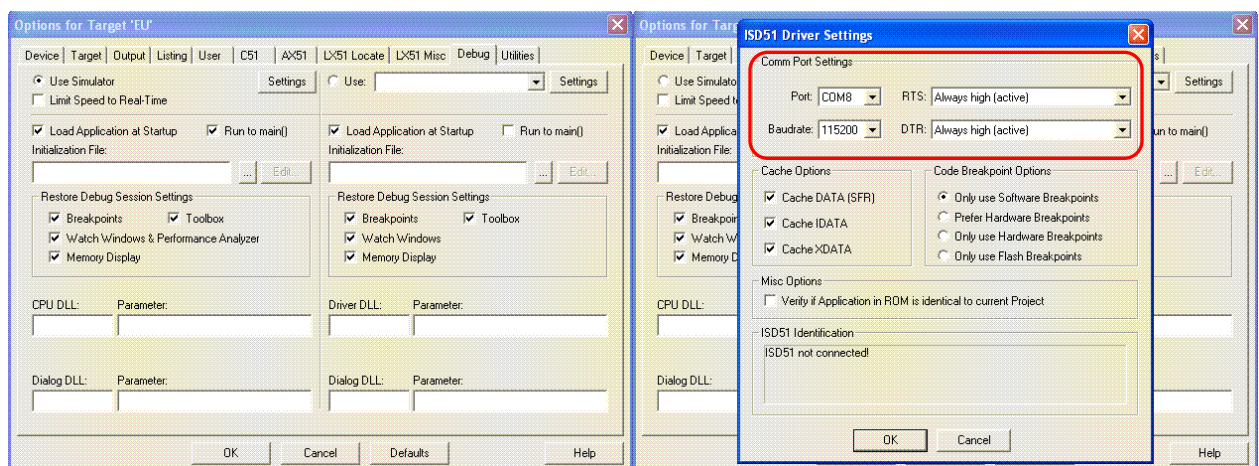 Options for Target 'EU'
Device Target Output Listing User C51 AX51 LX51 Locate LX51 Misc Debug Utilities
Use Simulator Settings Use: Settings
Limit Speed to Real-Time
Load Application at Startup Run to main() Load Application at Startup Run to main()
Initialization File: Initialization File:
... Edit... ... Edit...
Restore Debug Session Settings Restore Debug Session Settings
Breakpoints Toolbox Breakpoints Toolbox
Watch Windows & Performance Analyzer Watch Windows
Memory Display Memory Display
CPU DLL: Parameter: Driver DLL: Parameter:
Dialog DLL: Parameter: Dialog DLL: Parameter:
OK Cancel Defaults Help
Options for Targ
Device Target
Use Simulato Settings
Limit Speed t
Load Applica un to main()
Initialization File:
... Edit...
Restore Debug
Breakpoir
Watch W
Memory D
CPU DLL:
Dialog DLL:
Help
ISD51 Driver Settings
Comm Port Settings
Port: COM8 RTS: Always high (active)
Baudrate: 115200 DTR: Always high (active)
Cache Options Code Breakpoint Options
Cache DATA (SFR) Only use Software Breakpoints
Cache IDATA Prefer Hardware Breakpoints
Cache XDATA Only use Hardware Breakpoints
Only use Flash Breakpoints
Misc Options
Verify if Application in ROM is identical to current Project
ISD51 Identification
ISD51 not connected!
OK Cancel